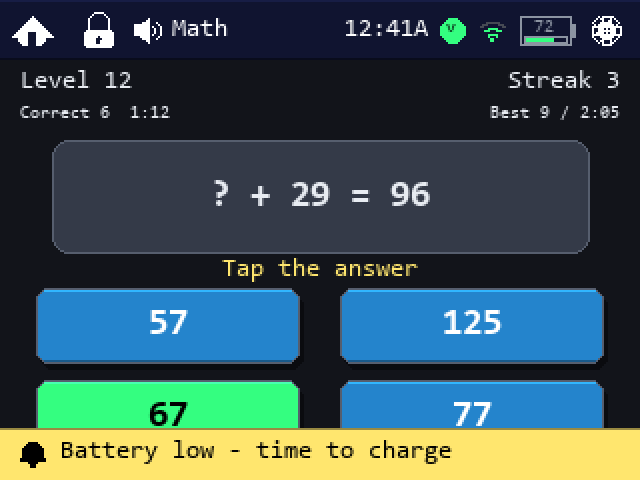 Math 12:41A 72
Level 12 Streak 3
Correct 6 1:12 Best 9 / 2:05
? + 29 = 96
Tap the answer
57 125
67 77
Battery low - time to charge